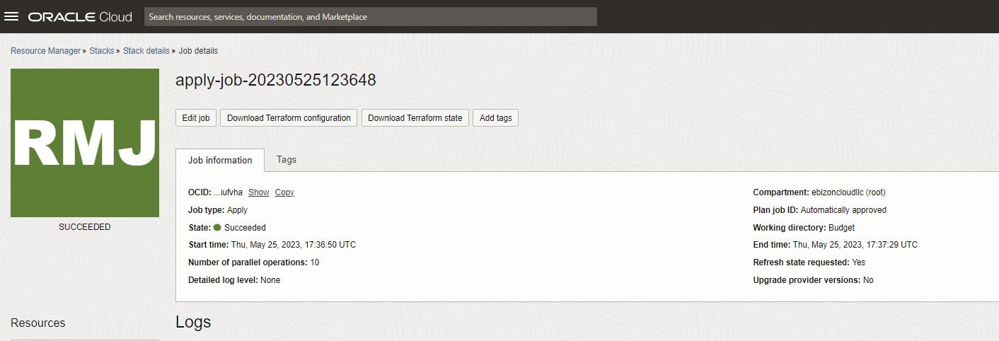 ORACLE Cloud
Search resources, services, documentation, and Marketplace
Resource Manager » Stacks » Stack details » Job details
RMJ
SUCCEEDED
apply-job-20230525123648
Edit job
Download Terraform configuration
Download Terraform state
Add tags
Job information
Tags
OCID: ...iufvha Show Copy
Job type: Apply
State: Succeeded
Start time: Thu, May 25, 2023, 17:36:50 UTC
Number of parallel operations: 10
Detailed log level: None
Compartment: ebizoncloudllc (root)
Plan job ID: Automatically approved
Working directory: Budget
End time: Thu, May 25, 2023, 17:37:29 UTC
Refresh state requested: Yes
Upgrade provider versions: No
Resources
Logs